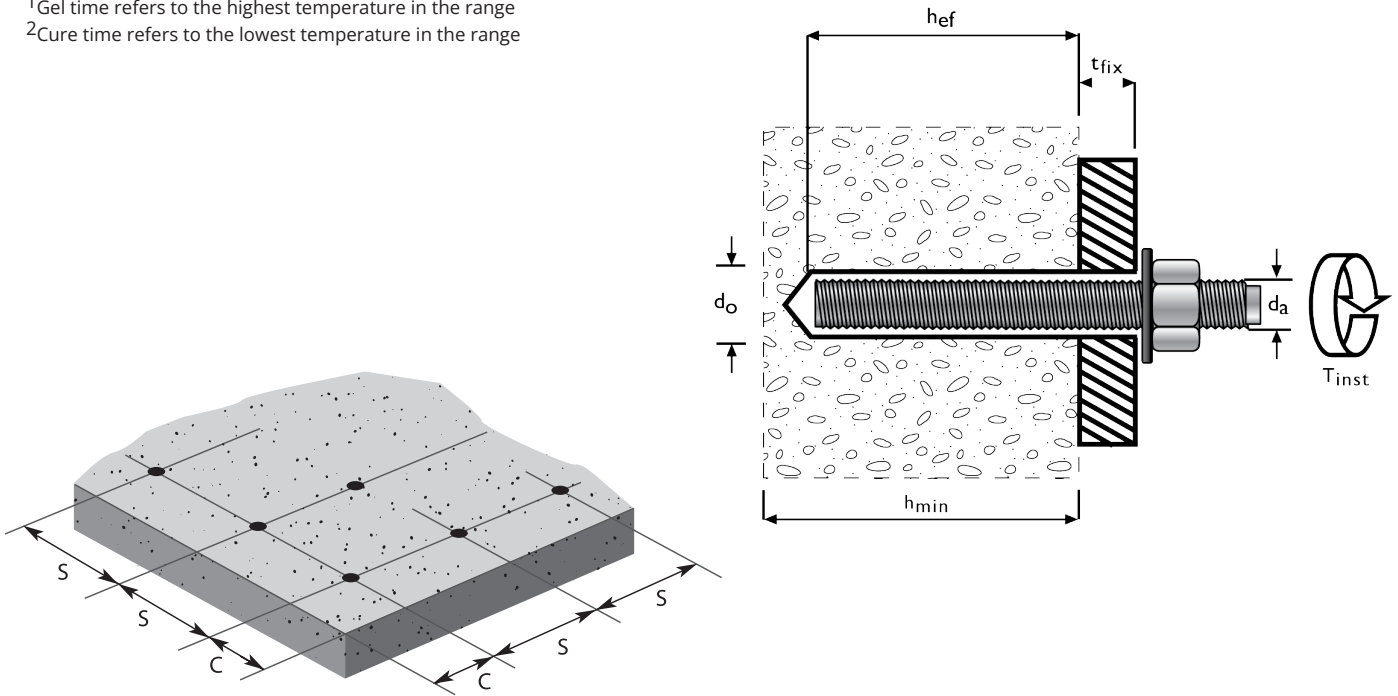 1Gel time refers to the highest temperature in the range
2Cure time refers to the lowest temperature in the range
hef
tfix
do
da
Tinst
hmin
S
S
C
C
S
S